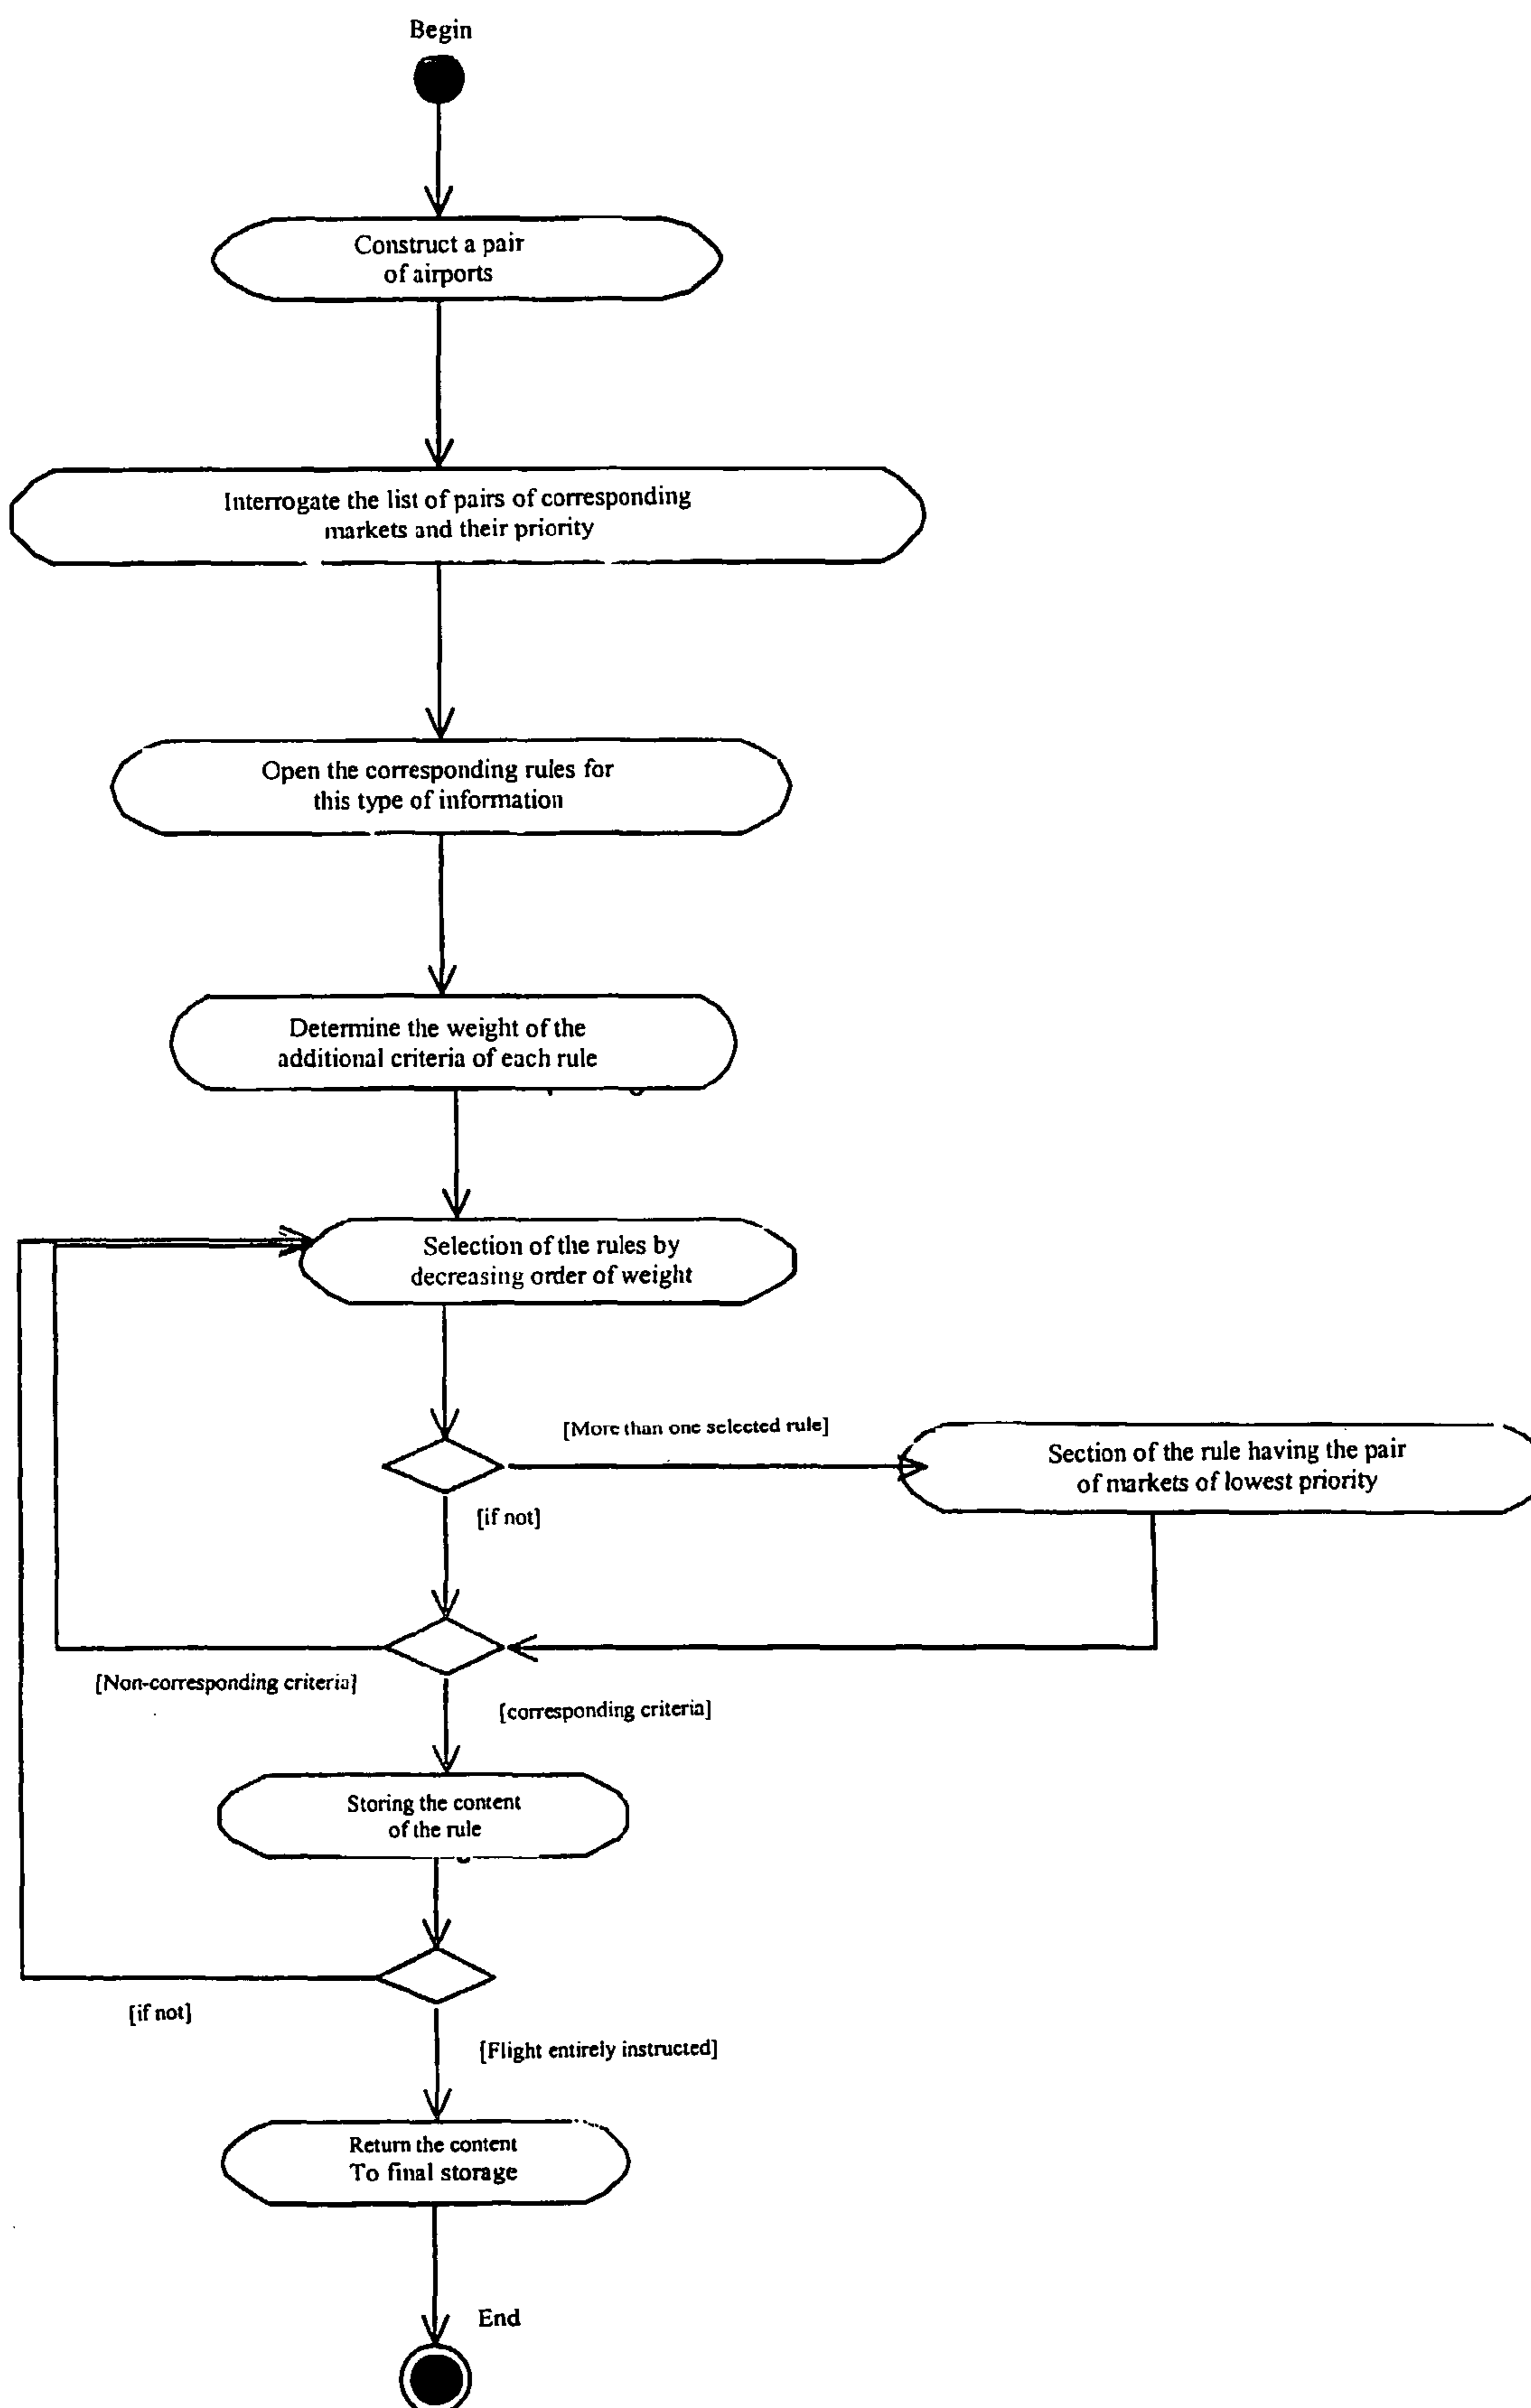 Begin
Construct a pair
of airports
Interrogate the list of pairs of corresponding
markets and their priority
Open the corresponding rules for
this type of information
Determine the weight of the
additional criteria of each rule
Selection of the rules by
decreasing order of weight
[More than one selected rule]
Section of the rule having the pair
of markets of lowest priority
[if not]
[Non-corresponding criteria]
[corresponding criteria]
Storing the content
of the rule
[if not]
[Flight entirely instructed]
Return the content
To final storage
End